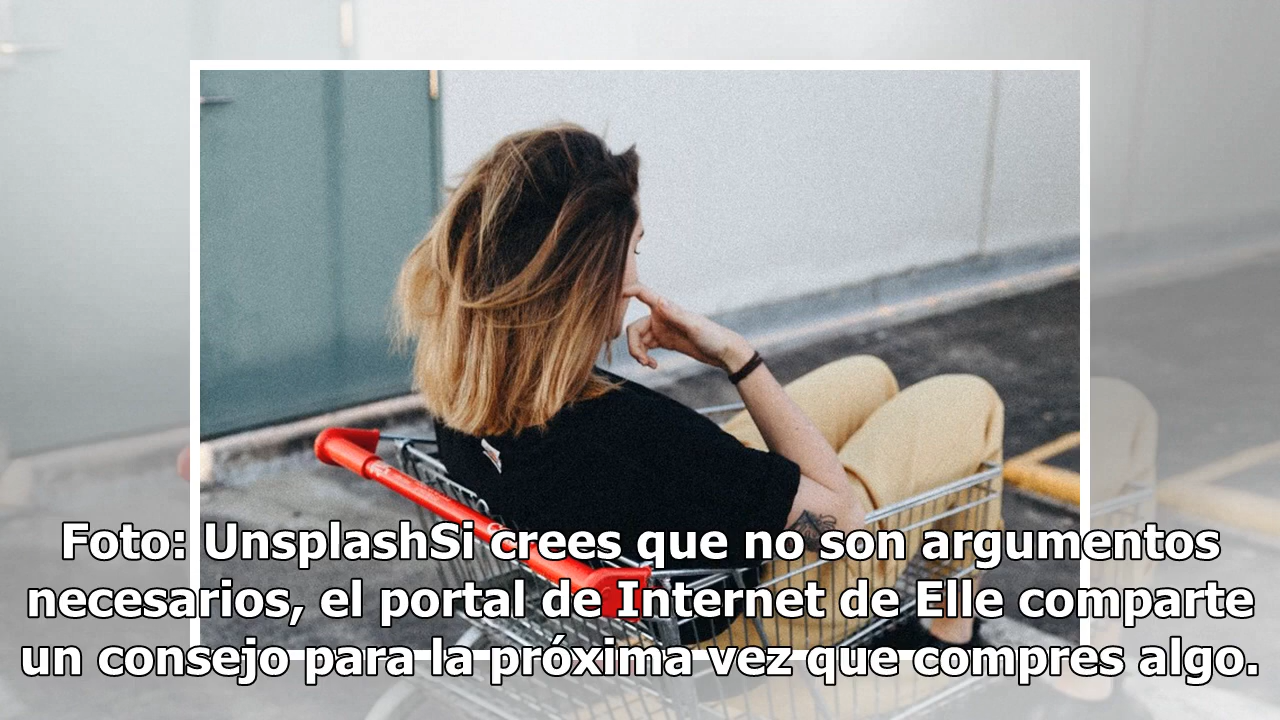 Foto: UnsplashSi crees que no son argumentos
necesarios, el portal de Internet de Elle comparte
un consejo para la próxima vez que compres algo.